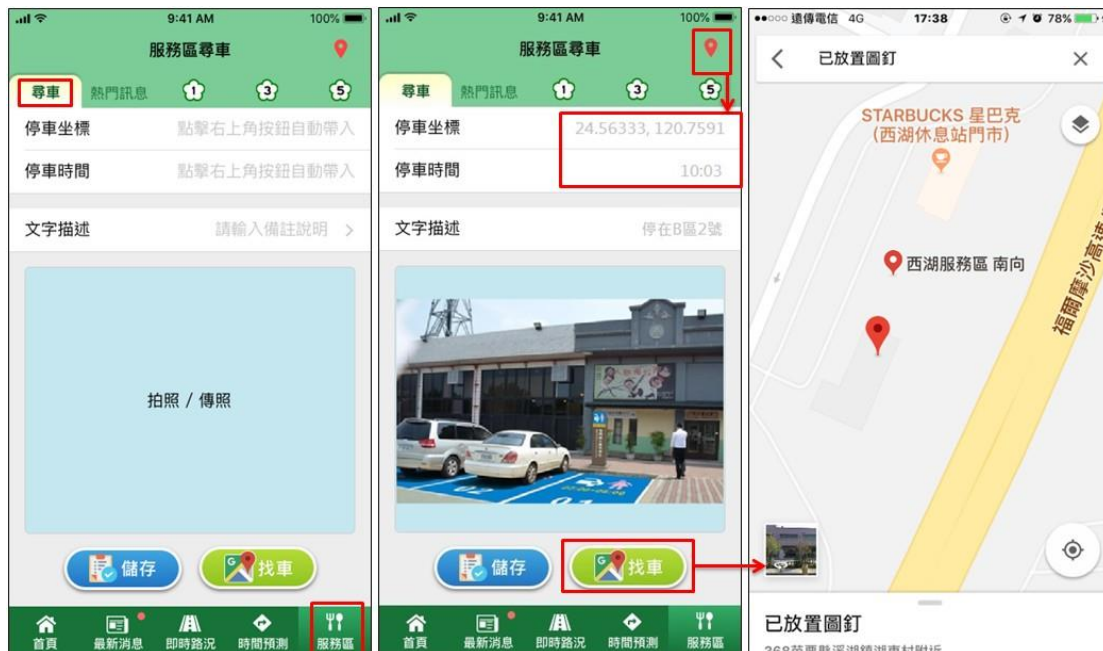 9:41 AM 100%
服務區尋車
尋車 熱門訊息 1 3 5
停車坐標 點擊右上角按鈕自動帶入
停車時間 點擊右上角按鈕自動帶入
文字描述 請輸入備註說明 >
拍照 / 傳照
儲存 找車
首頁 最新消息 即時路況 時間預測 服務區
9:41 AM 100%
服務區尋車
尋車 熱門訊息 1 3 5
停車坐標 24.56333, 120.7591
停車時間 10:03
文字描述 停在B區2號
02
儲存 G 找車
首頁 最新消息 即時路況 時間預測 服務區
遠傳電信 4G 17:38 78%
已放置圖釘
STARBUCKS 星巴克
(西湖休息站門市)
西湖服務區 南向
福爾摩沙高速
已放置圖釘